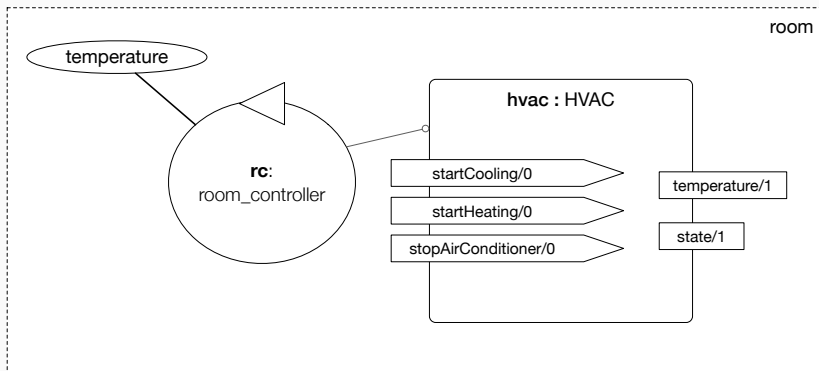 room
temperature
hvac : HVAC
rc:
room_controller
startCooling/0
startHeating/0
stopAirConditioner/0
temperature/1
state/1